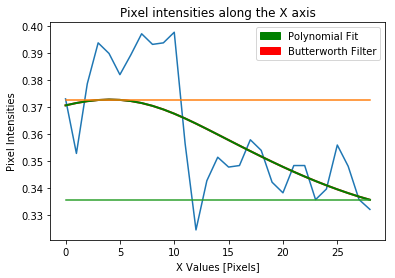 Pixel intensities along the X axis
Polynomial Fit
Butterworth Filter
0.40
0.39
0.38
0.37
0.36
0.35
0.34
0.33
Pixel Intensities
0 5 10 15 20 25
X Values [Pixels]